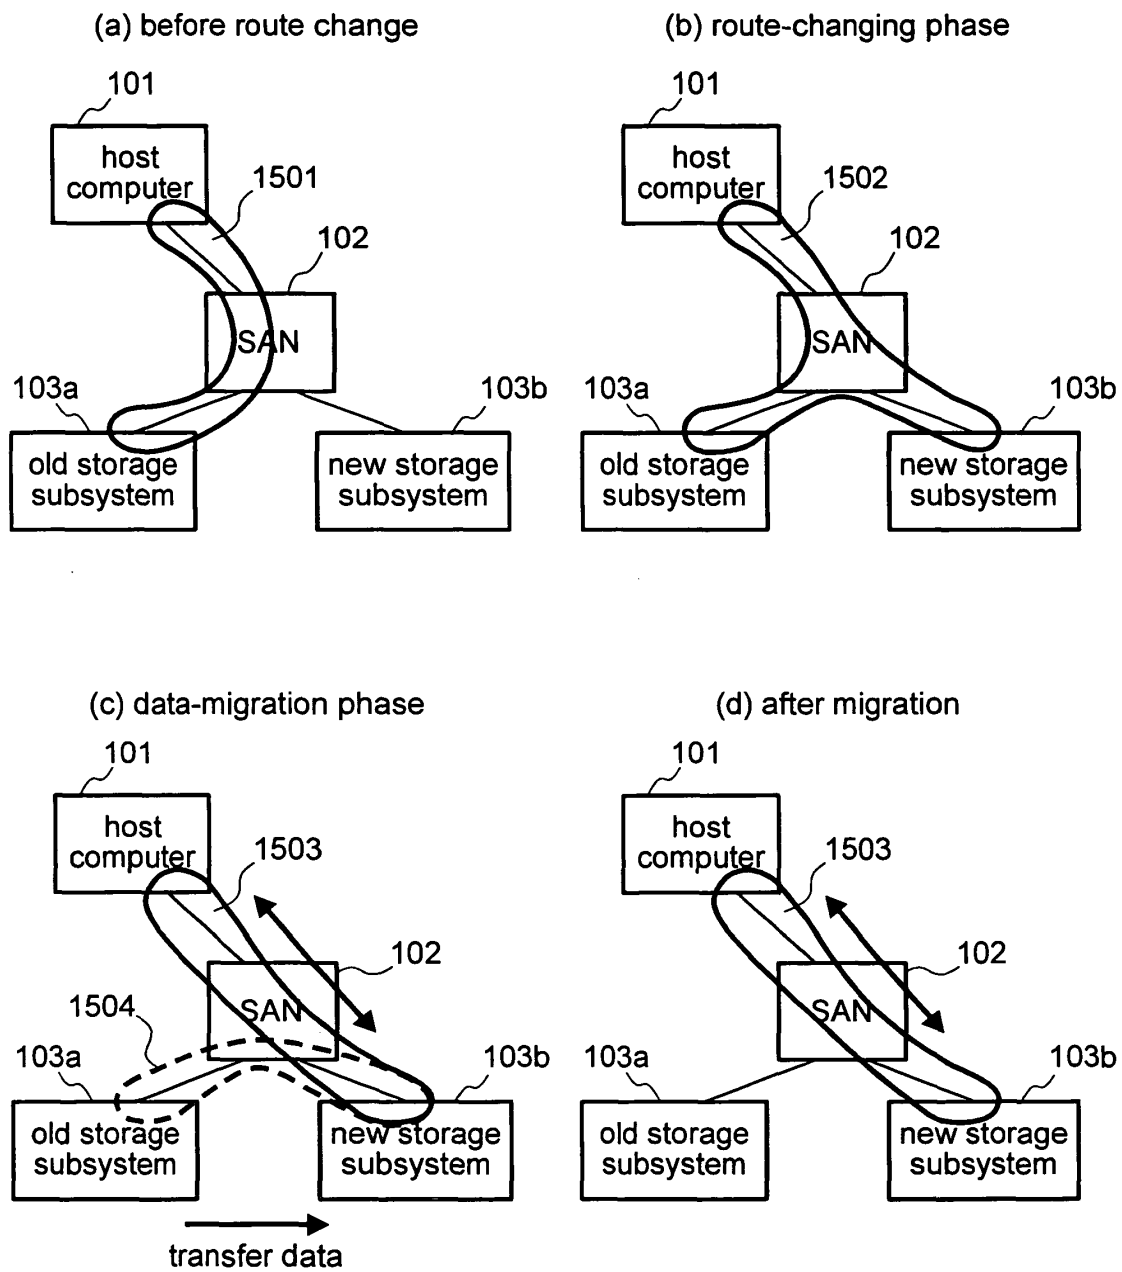 (a) before route change
101
host
computer
1501
102
SAN
103a
103b
old storage
subsystem
new storage
subsystem
(b) route-changing phase
101
host
computer
1502
102
SAN
103a
103b
old storage
subsystem
new storage
subsystem
(c) data-migration phase
101
host
computer
1503
102
SAN
1504
103a
103b
old storage
subsystem
new storage
subsystem
transfer data
(d) after migration
101
host
computer
1503
102
SAN
103a
103b
old storage
subsystem
new storage
subsystem